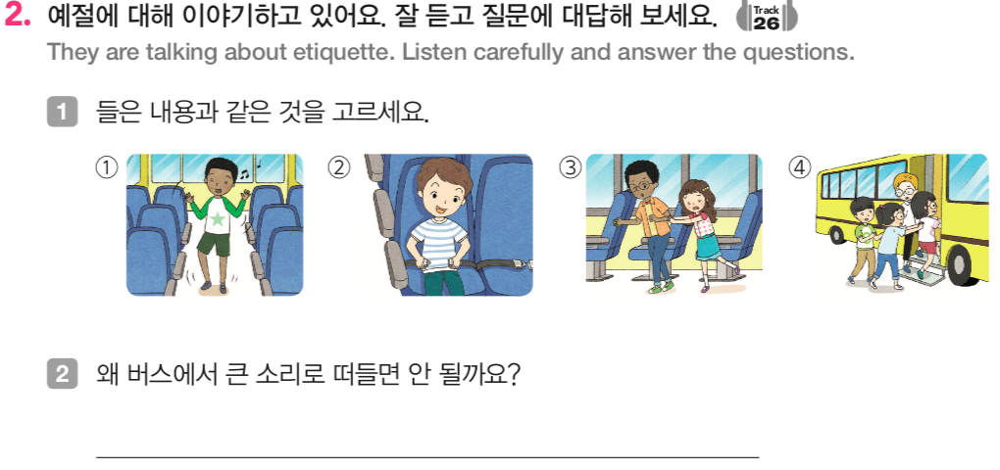 2. 예절에 대해 이야기하고 있어요. 잘 듣고 질문에 대답해 보세요. Track 26
They are talking about etiquette. Listen carefully and answer the questions.
1 들은 내용과 같은 것을 고르세요.
① ② ③ ④
2 왜 버스에서 큰 소리로 떠들면 안 될까요?